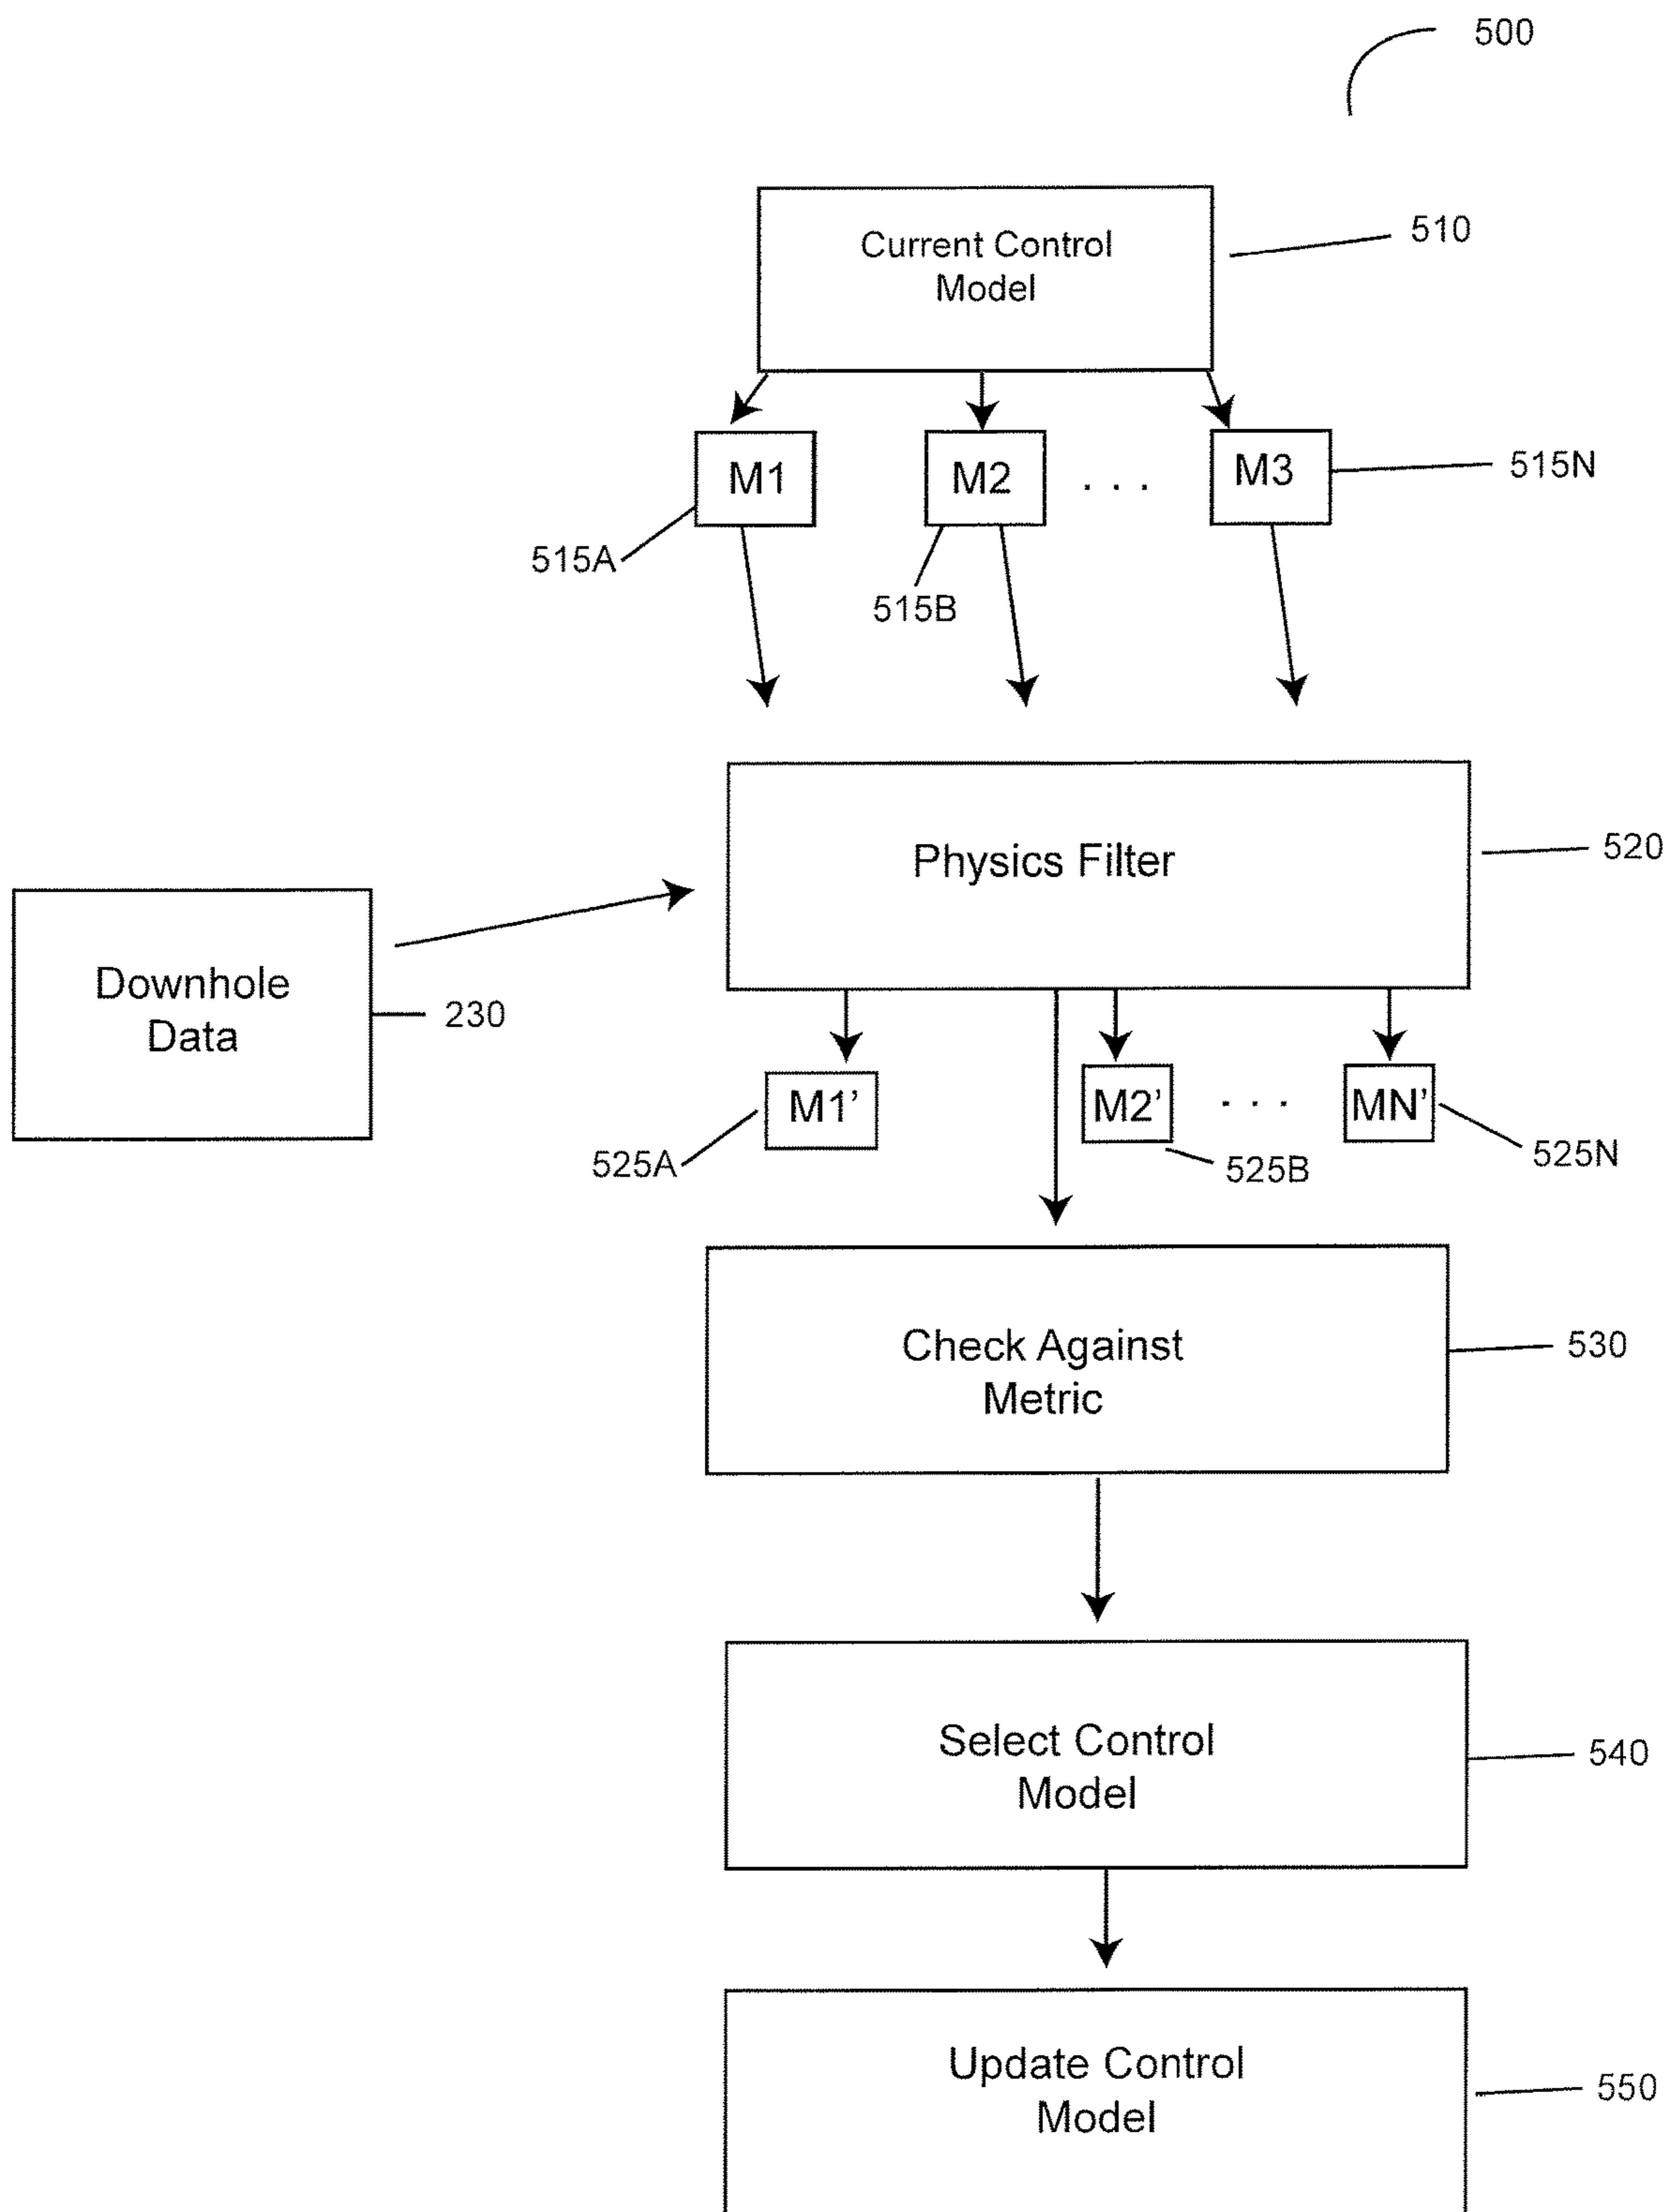 500
Current Control
Model
510
M1
M2
. . .
M3
515N
515A
515B
Physics Filter
520
Downhole
Data
230
M1’
M2’
. . .
MN’
525A
525B
525N
Check Against
Metric
530
Select Control
Model
540
Update Control
Model
550